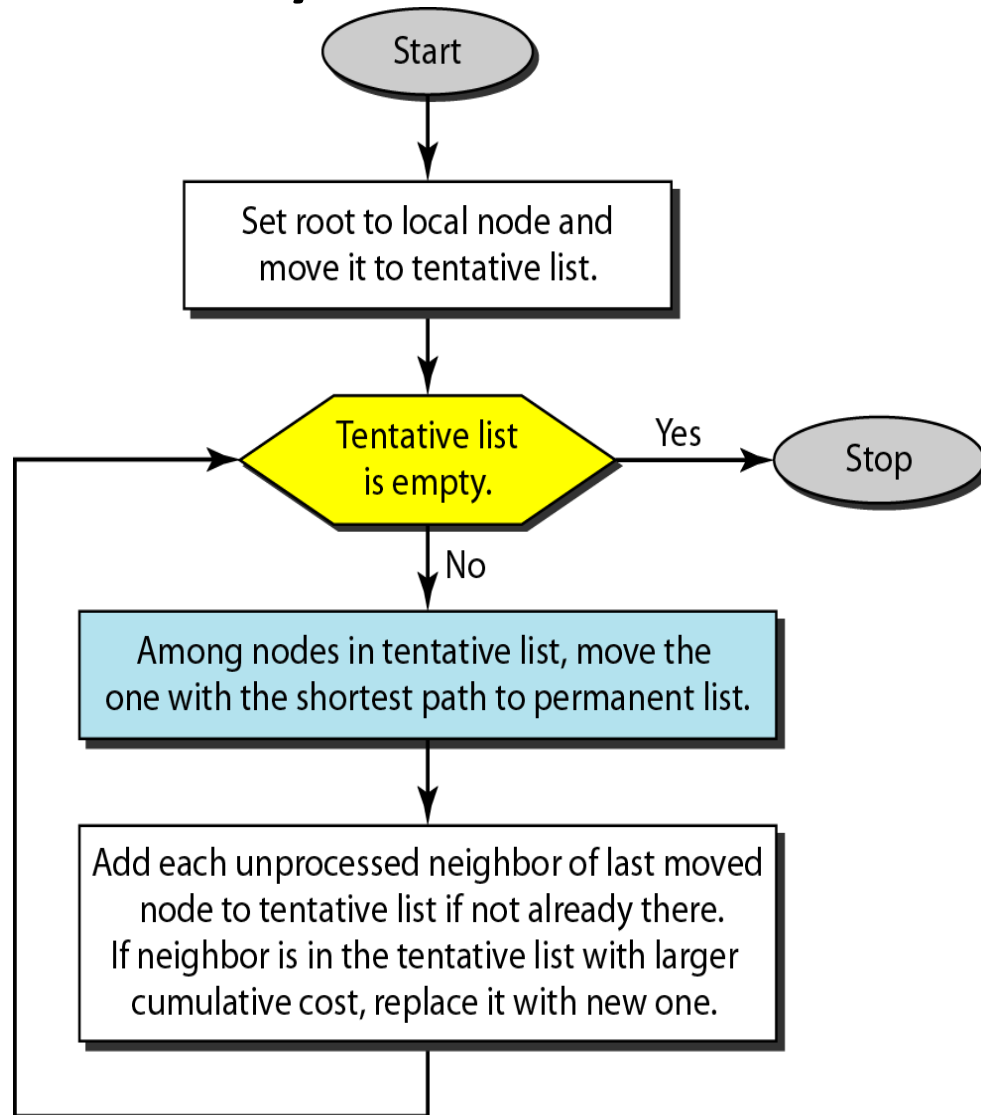 Start
Set root to local node and
move it to tentative list.
Tentative list
is empty.
Yes
Stop
No
Among nodes in tentative list, move the
one with the shortest path to permanent list.
Add each unprocessed neighbor of last moved
node to tentative list if not already there.
If neighbor is in the tentative list with larger
cumulative cost, replace it with new one.